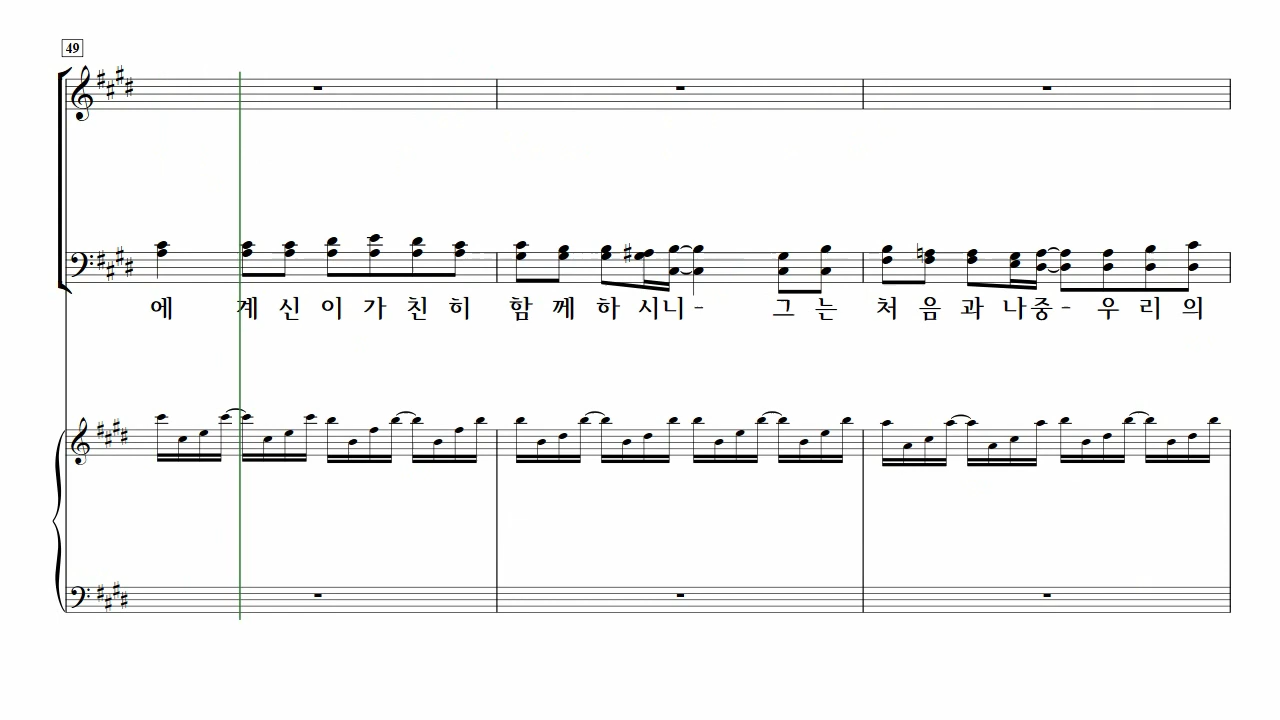 49
에 계 신 이 가 친 히 함 께 하 시니 - 그 는 처 음 과 나중 - 우 리 의